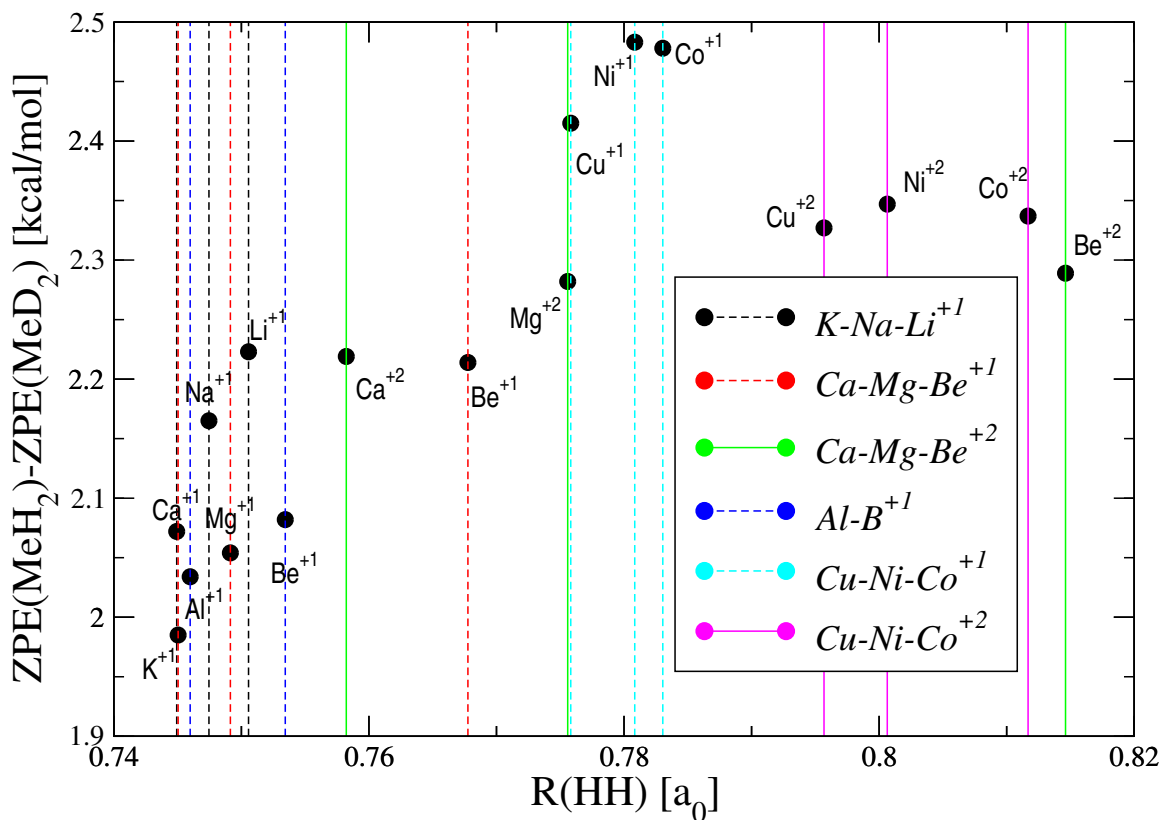 ZPE(MeH₂)-ZPE(MeD₂) [kcal/mol]
2.5
2.4
2.3
2.2
2.1
2
1.9
Ni⁺¹
Co⁺¹
Cu⁺¹
Ni⁺²
Co⁺²
Cu⁺²
Be⁺²
Mg⁺²
Li⁺¹
Ca⁺²
Be⁺¹
Na⁺¹
Ca⁺¹
Mg⁺¹
Be⁺¹
Al⁺¹
K⁺¹
K-Na-Li⁺¹
Ca-Mg-Be⁺¹
Ca-Mg-Be⁺²
Al-B⁺¹
Cu-Ni-Co⁺¹
Cu-Ni-Co⁺²
0.74
0.76
0.78
0.8
0.82
R(HH) [a₀]